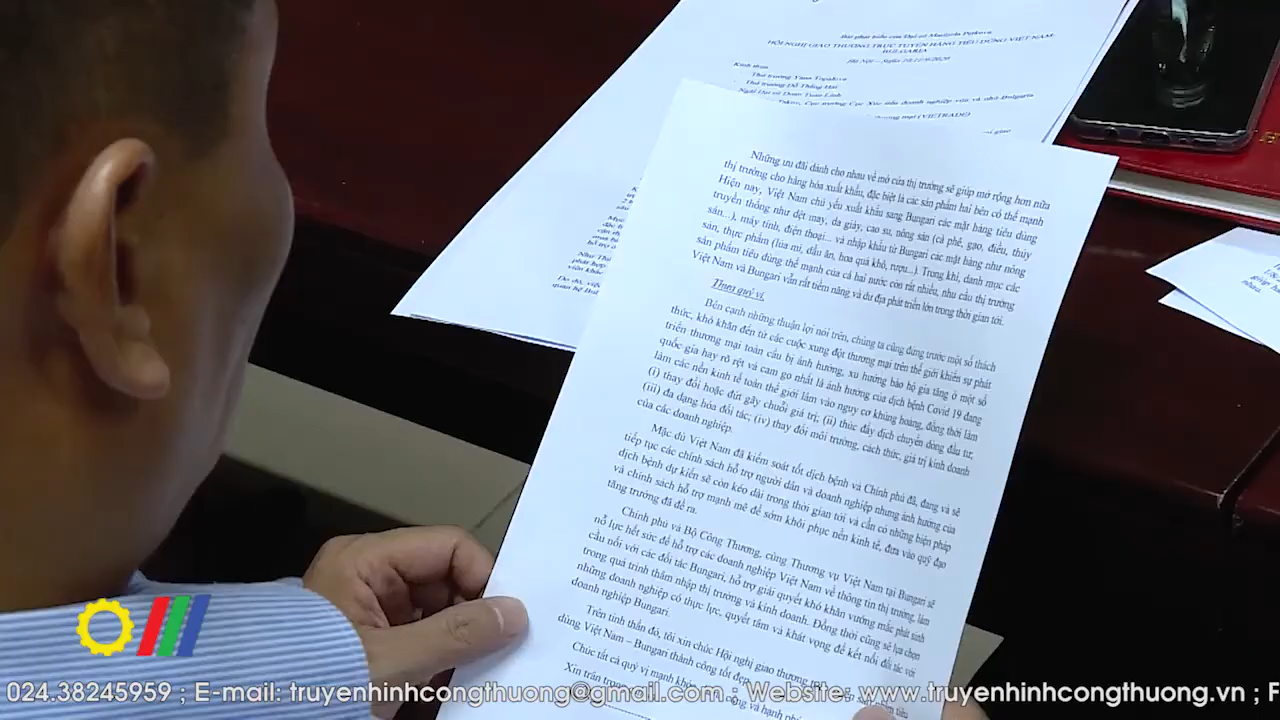 Bài phát biểu của Đại sứ Marinela Petkova
HỘI NGHỊ GIAO THƯƠNG TRỰC TUYẾN HÀNG TIÊU DÙNG VIỆT NAM-
BULGARIA
Kính thưa
Thứ trưởng Yana Topalova
Thứ trưởng Đỗ Thắng Hải
Ngài Đại sứ Doan Tuan Linh
Cục trưởng Cục Xúc tiến doanh nghiệp vừa và nhỏ Bulgaria
mại (VIETRADE)
Những ưu đãi dành cho nhau về mở cửa thị trường sẽ giúp mở rộng hơn nữa
thị trường cho hàng hóa xuất khẩu, đặc biệt là các sản phẩm hai bên có thế mạnh
Hiện nay, Việt Nam chủ yếu xuất khẩu sang Bungari các mặt hàng tiêu dùng
truyền thống như dệt may, da giày, cao su, nông sản (cà phê, gạo, điều, thủy
sản...), máy tính, điện thoại... và nhập khẩu từ Bungari các mặt hàng như nông
sản, thực phẩm (lúa mì, dầu ăn, hoa quả khô, rượu...). Trong khi, danh mục các
sản phẩm tiêu dùng thế mạnh của cả hai nước còn rất nhiều, nhu cầu thị trường
Việt Nam và Bungari vẫn rất tiềm năng và dư địa phát triển lớn trong thời gian tới.
Thưa quý vị,
Bên cạnh những thuận lợi nói trên, chúng ta cũng đứng trước một số thách
thức, khó khăn đến từ các cuộc xung đột thương mại trên thế giới khiến sự phát
triển thương mại toàn cầu bị ảnh hưởng, xu hướng bảo hộ gia tăng ở một số
quốc gia hay rõ rệt và cam go nhất là ảnh hưởng của dịch bệnh Covid 19 đang
làm các nền kinh tế toàn thế giới lâm vào nguy cơ khủng hoảng, đồng thời làm
(i) thay đổi hoặc đứt gãy chuỗi giá trị; (ii) thúc đẩy dịch chuyển dòng đầu tư,
(iii) đa dạng hóa đối tác; (iv) thay đổi môi trường, cách thức, giá trị kinh doanh
của các doanh nghiệp.
Mặc dù Việt Nam đã kiểm soát tốt dịch bệnh và Chính phủ đã, đang và sẽ
tiếp tục các chính sách hỗ trợ người dân và doanh nghiệp nhưng ảnh hưởng của
dịch bệnh dự kiến sẽ còn kéo dài trong thời gian tới và cần có những biện pháp
và chính sách hỗ trợ mạnh mẽ để sớm khôi phục nền kinh tế, đưa vào quỹ đạo
tăng trưởng đã đề ra.
Chính phủ và Bộ Công Thương, cùng Thương vụ Việt Nam tại Bungari sẽ
nỗ lực hết sức để hỗ trợ các doanh nghiệp Việt Nam về thông tin thị trường, làm
cầu nối với các đối tác Bungari, hỗ trợ giải quyết khó khăn vướng mắc phát sinh
trong quá trình thâm nhập thị trường và kinh doanh. Đồng thời cũng sẽ lựa chọn
những doanh nghiệp có thực lực, quyết tâm và khát vọng để kết nối đối tác với
doanh nghiệp Bungari.
Trên tinh thần đó, tôi xin chúc Hội nghị giao thương
dùng Việt Nam – Bungari thành công tốt đẹp
Chúc tất cả quý vị mạnh khỏe
Xin trân trọng
024.38245959 ; E-mail: truyenhinhcongthuong@gmail.com ; Website: www.truyenhinhcongthuong.vn ; F